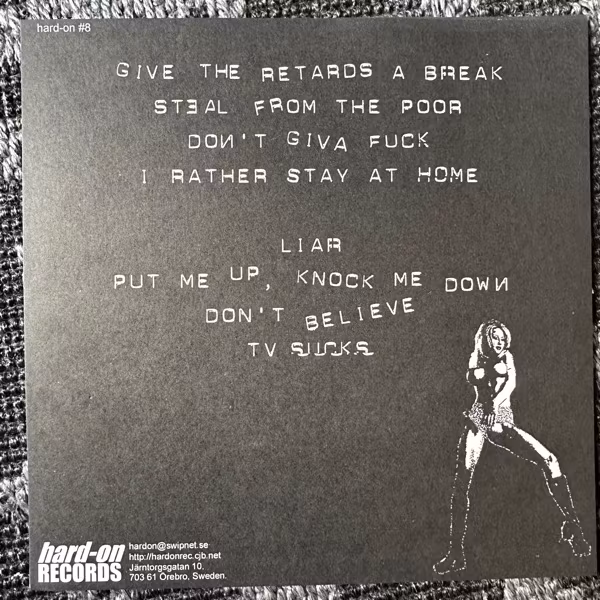 hard-on #8
GIVE THE RETARDS A BREAK
STEAL FROM THE POOR
DON'T GIVA FUCK
I RATHER STAY AT HOME
LIAR
PUT ME UP, KNOCK ME DOWN
DON'T BELIEVE
TV SUCKS
hard-on
RECORDS
hardon@swipnet.se
http://hardonrec.cjb.net
Järntorgsgatan 10.
703 61 Örebro, Sweden.